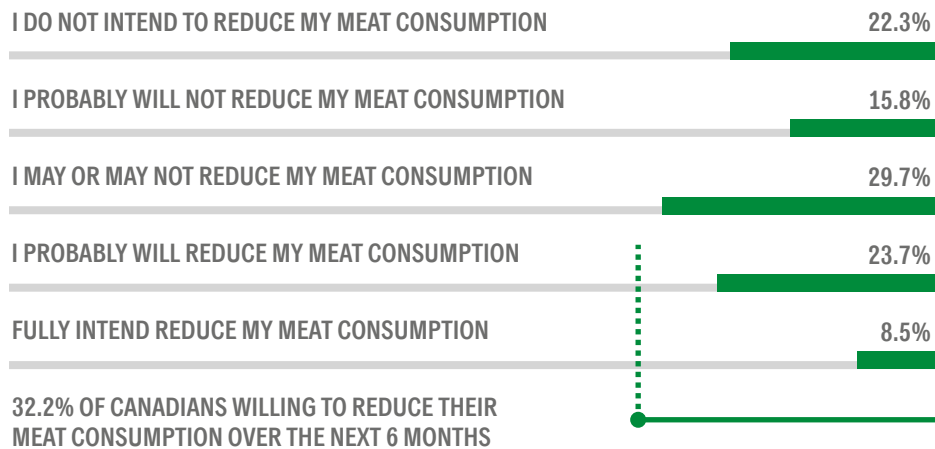 I DO NOT INTEND TO REDUCE MY MEAT CONSUMPTION 22.3%
I PROBABLY WILL NOT REDUCE MY MEAT CONSUMPTION 15.8%
I MAY OR MAY NOT REDUCE MY MEAT CONSUMPTION 29.7%
I PROBABLY WILL REDUCE MY MEAT CONSUMPTION 23.7%
FULLY INTEND REDUCE MY MEAT CONSUMPTION 8.5%
32.2% OF CANADIANS WILLING TO REDUCE THEIR
MEAT CONSUMPTION OVER THE NEXT 6 MONTHS